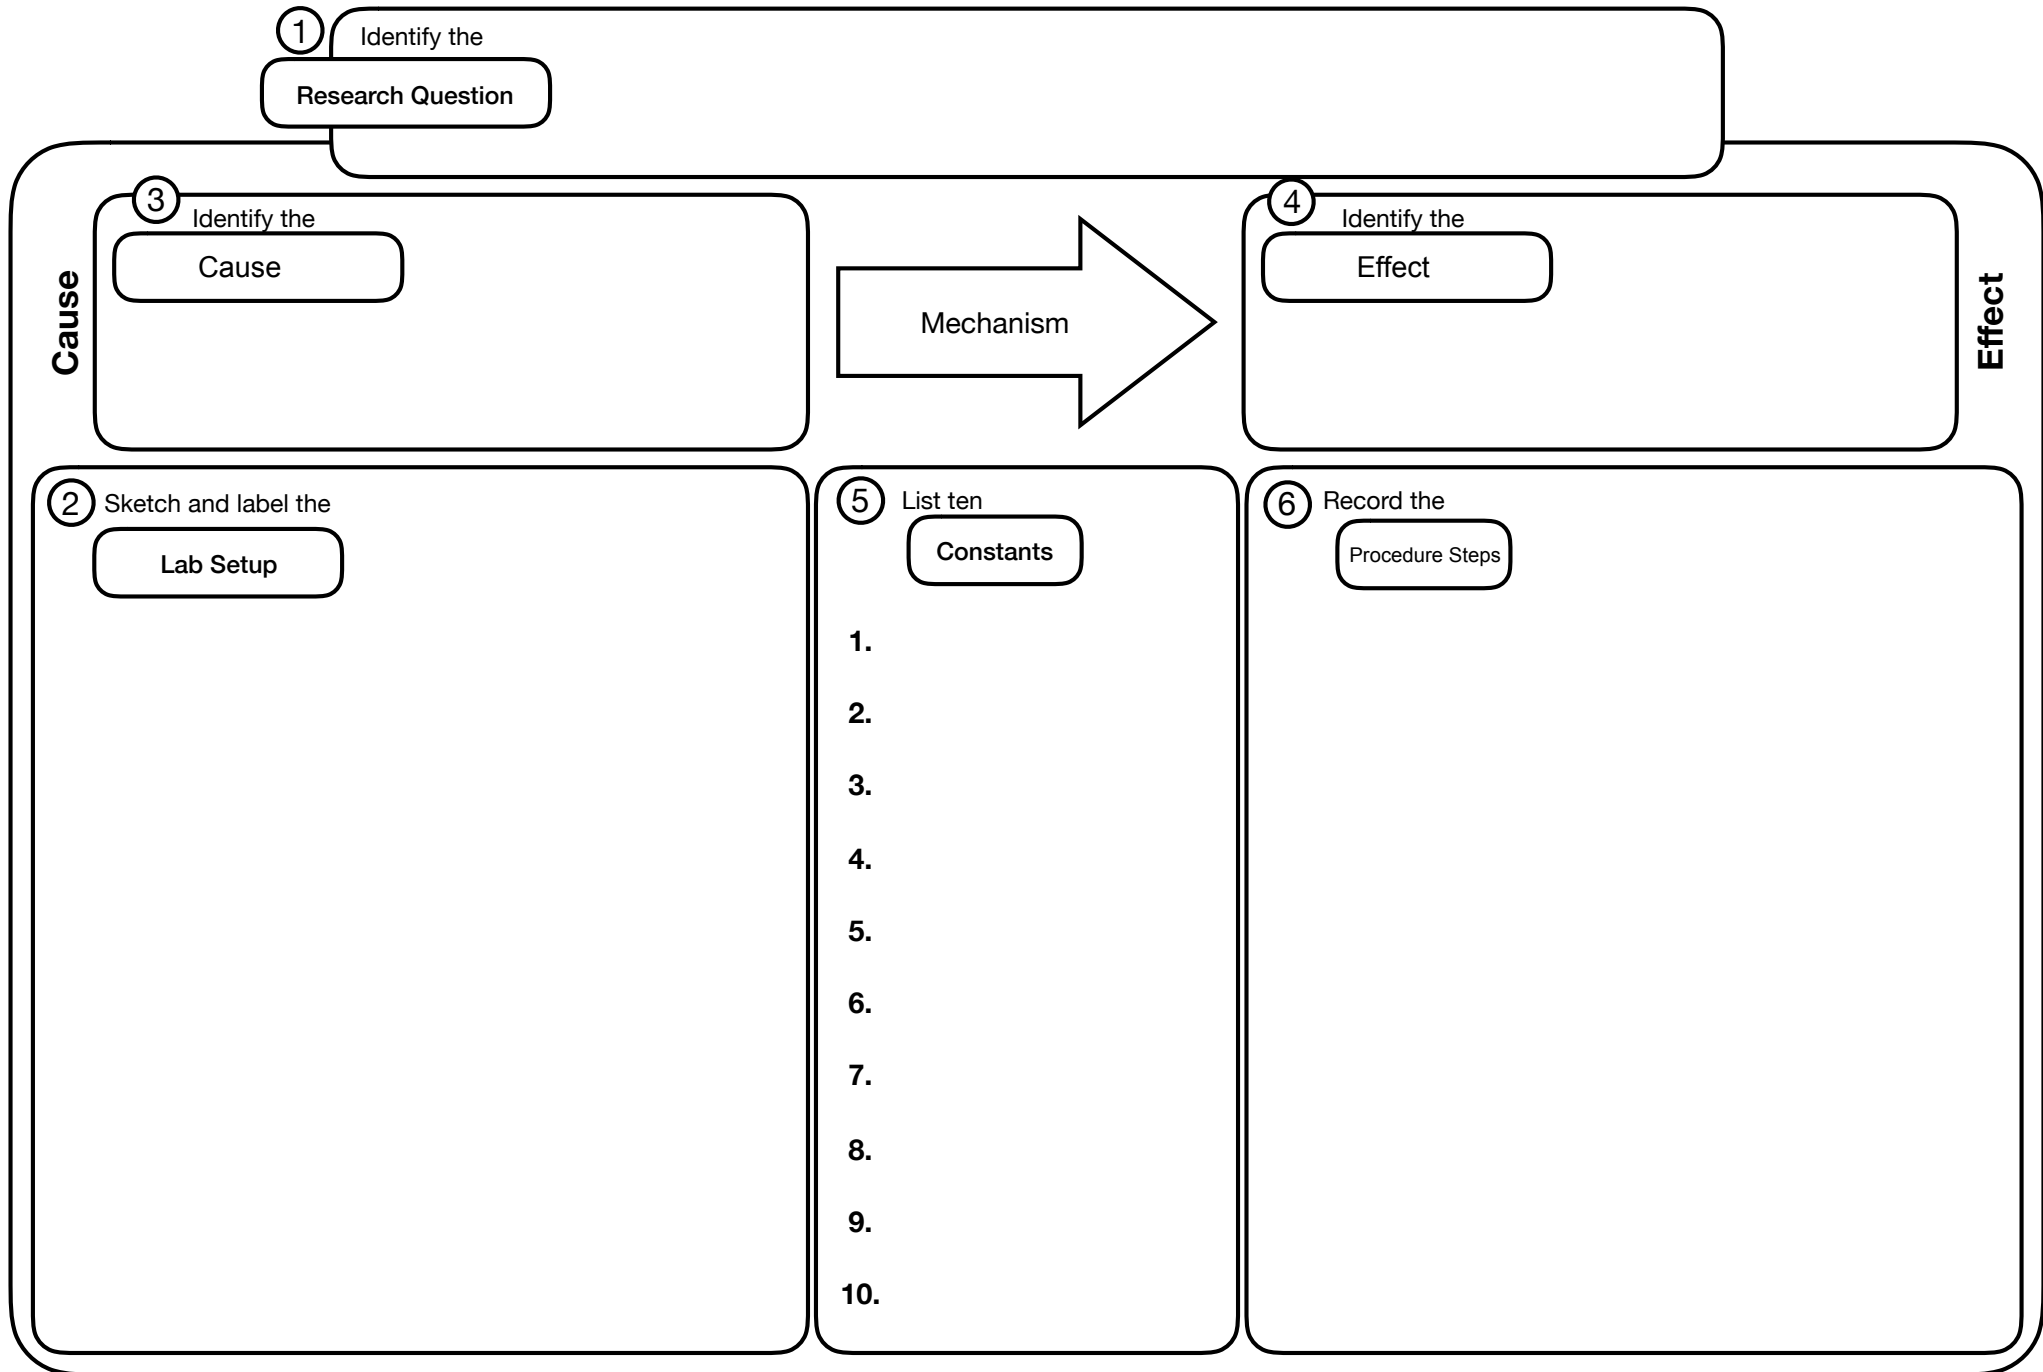 1
Identify the
Research Question
Cause
3
Identify the
Cause
Mechanism
4
Identify the
Effect
Effect
2 Sketch and label the
Lab Setup
5 List ten
Constants
1.
2.
3.
4.
5.
6.
7.
8.
9.
10.
6 Record the
Procedure Steps